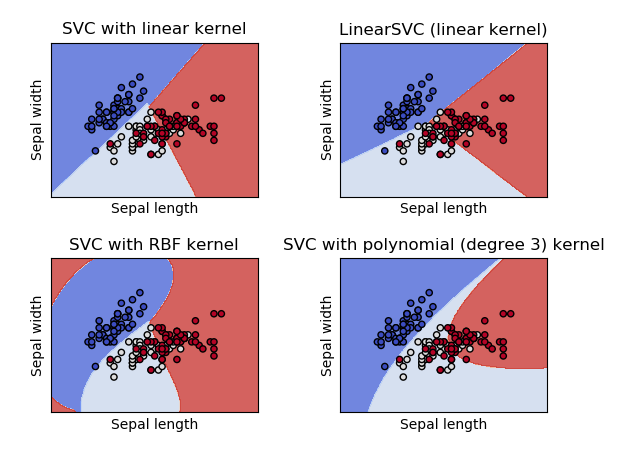 SVC with linear kernel
LinearSVC (linear kernel)
Sepal width
Sepal length
Sepal width
Sepal length
SVC with RBF kernel
SVC with polynomial (degree 3) kernel
Sepal width
Sepal length
Sepal width
Sepal length